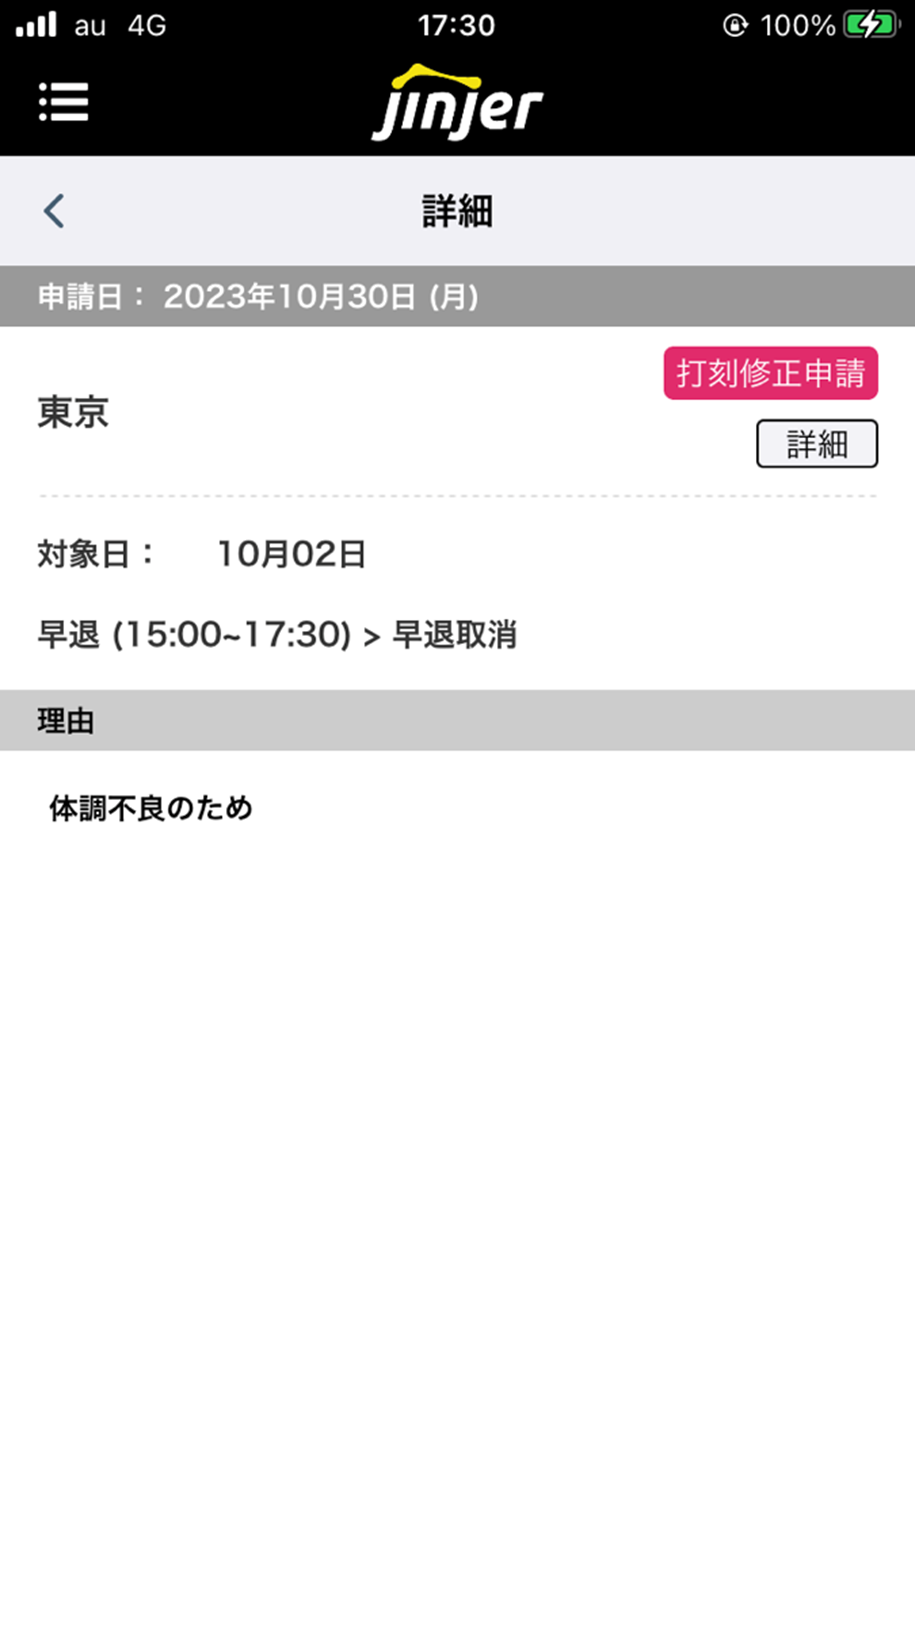 au 4G 17:30 100%
jinjer
詳細
申請日： 2023年10月30日 (月)
打刻修正申請
東京
詳細
対象日： 10月02日
早退 (15:00~17:30) > 早退取消
理由
体調不良のため